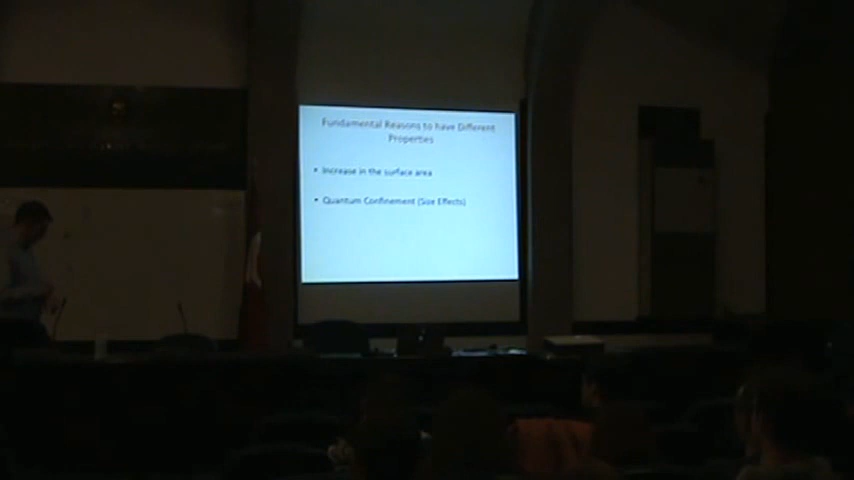 Fundamental Reasons to have Different
Properties
• Increase in the surface area
• Quantum Confinement (Size Effects)